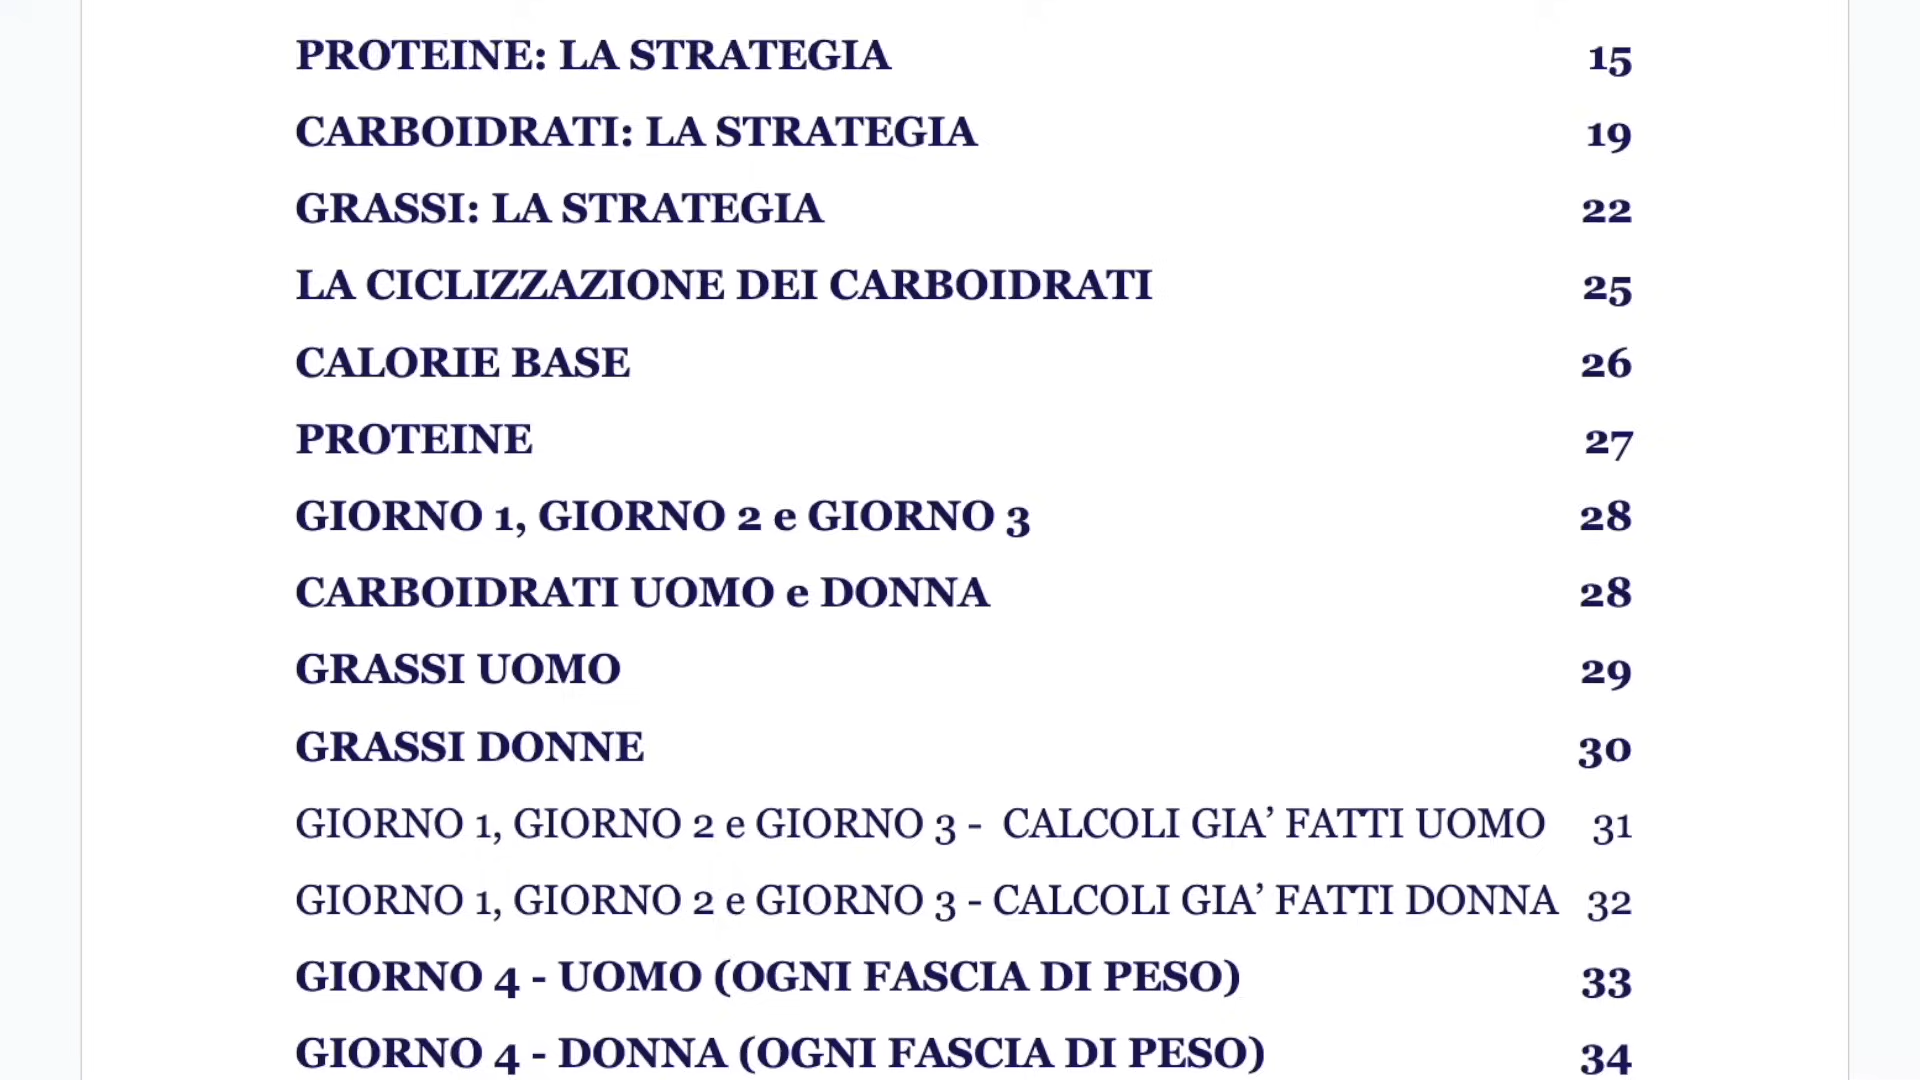 PROTEINE: LA STRATEGIA 15
CARBOIDRATI: LA STRATEGIA 19
GRASSI: LA STRATEGIA 22
LA CICLIZZAZIONE DEI CARBOIDRATI 25
CALORIE BASE 26
PROTEINE 27
GIORNO 1, GIORNO 2 e GIORNO 3 28
CARBOIDRATI UOMO e DONNA 28
GRASSI UOMO 29
GRASSI DONNE 30
GIORNO 1, GIORNO 2 e GIORNO 3 - CALCOLI GIA’ FATTI UOMO 31
GIORNO 1, GIORNO 2 e GIORNO 3 - CALCOLI GIA’ FATTI DONNA 32
GIORNO 4 - UOMO (OGNI FASCIA DI PESO) 33
GIORNO 4 - DONNA (OGNI FASCIA DI PESO) 34